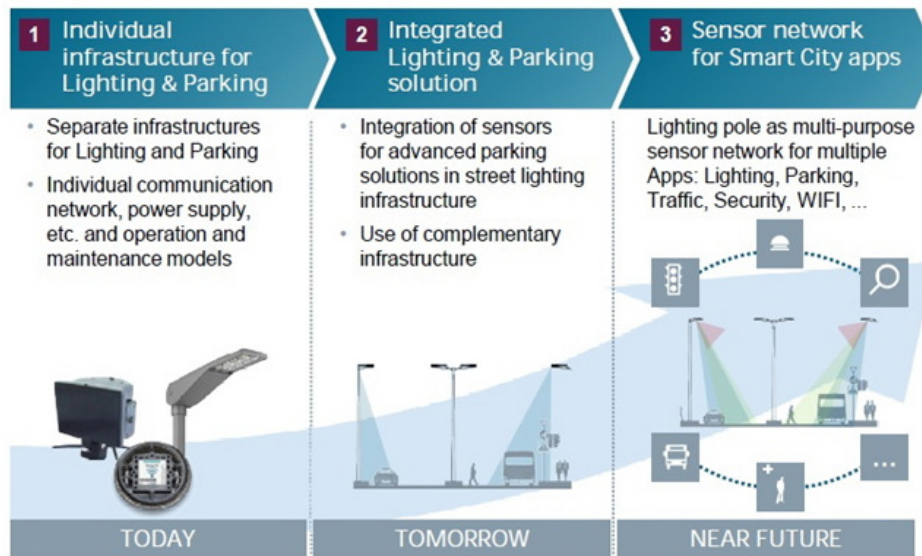 1 Individual
infrastructure for
Lighting & Parking
• Separate infrastructures
for Lighting and Parking
• Individual communication
network, power supply,
etc. and operation and
maintenance models
TODAY
2 Integrated
Lighting & Parking
solution
• Integration of sensors
for advanced parking
solutions in street lighting
infrastructure
• Use of complementary
infrastructure
TOMORROW
3 Sensor network
for Smart City apps
Lighting pole as multi-purpose
sensor network for multiple
Apps: Lighting, Parking,
Traffic, Security, WIFI, ...
...
NEAR FUTURE